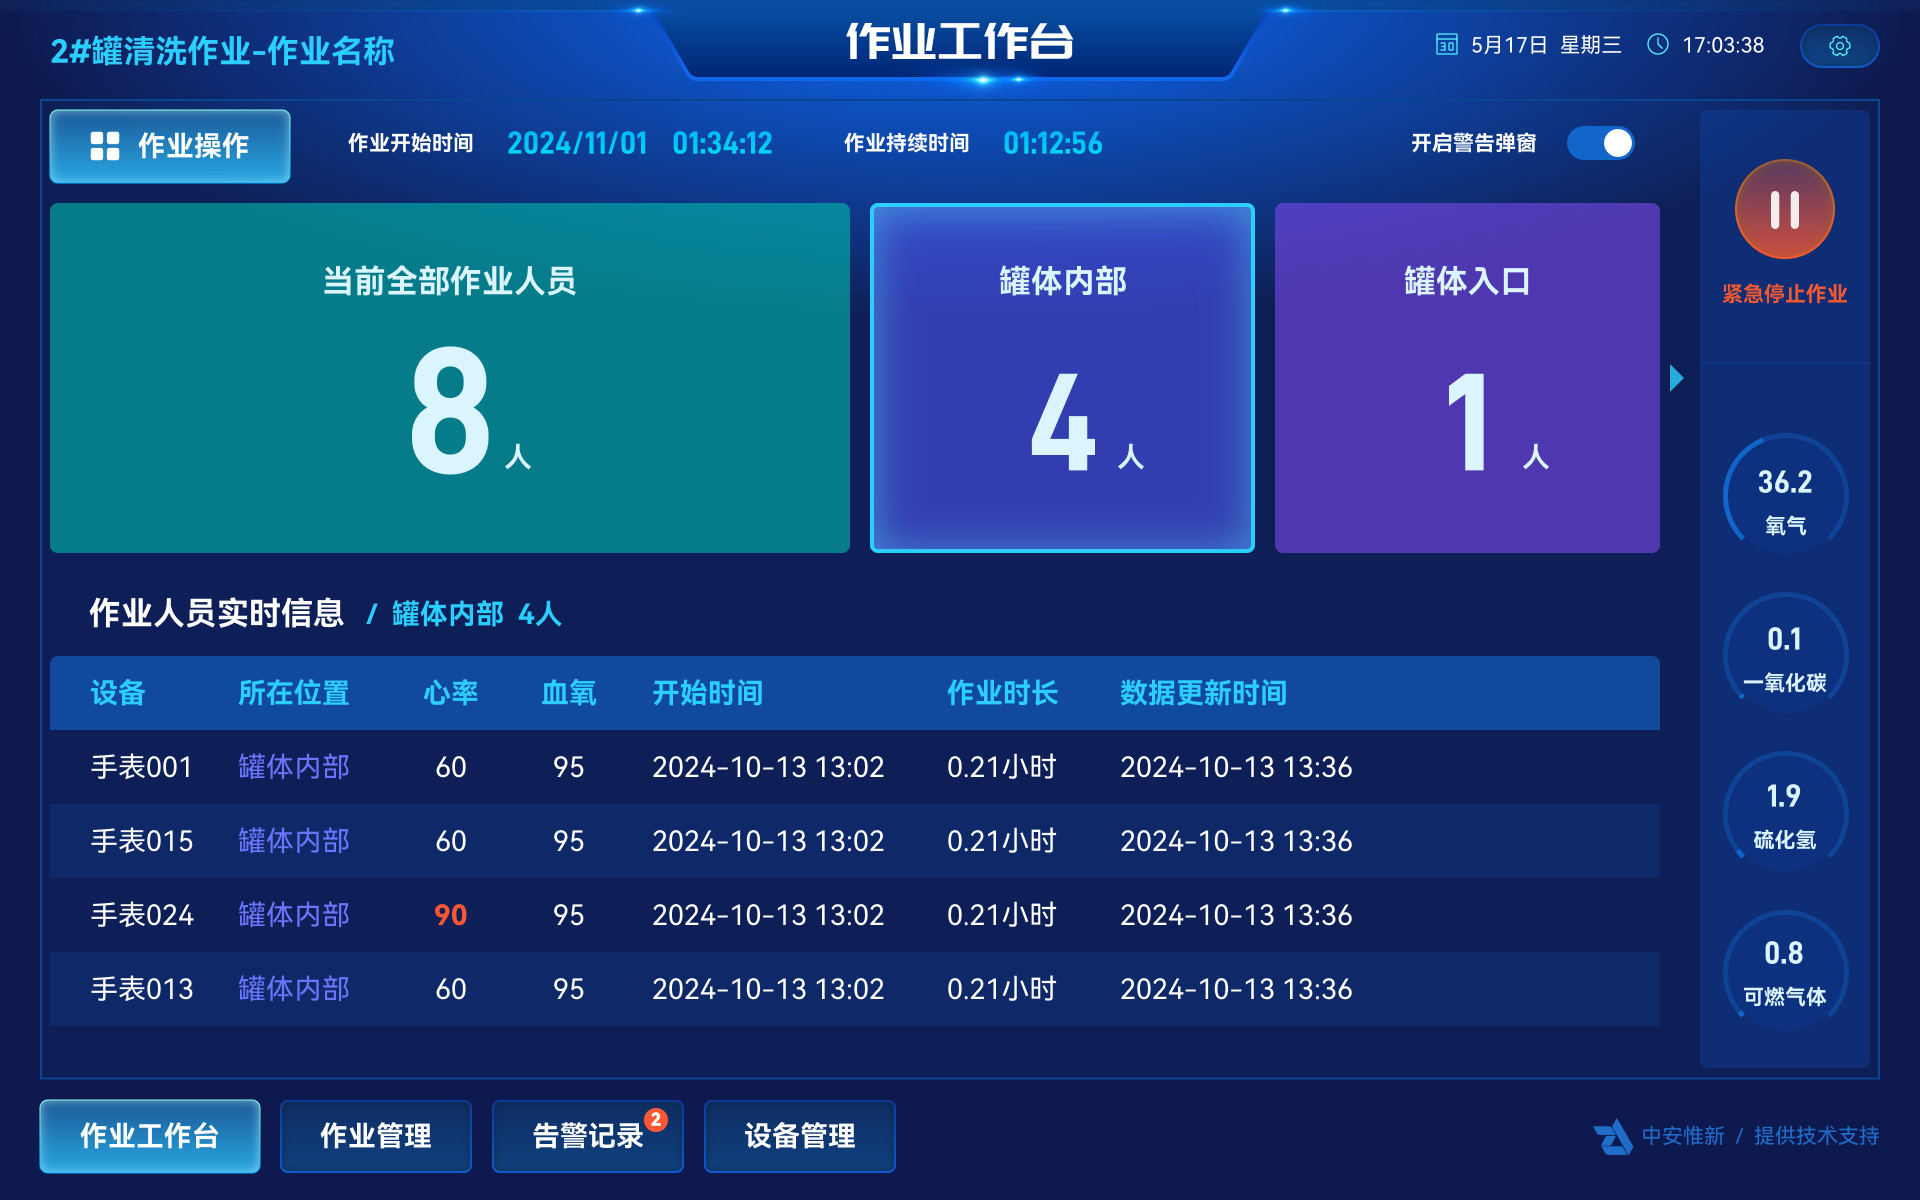 2#罐清洗作业-作业名称
作业工作台
30 5月17日 星期三 17:03:38
作业操作 作业开始时间 2024/11/01 01:34:12 作业持续时间 01:12:56 开启警告弹窗
当前全部作业人员
8人
罐体内部
4人
罐体入口
1人
紧急停止作业
36.2
氧气
0.1
一氧化碳
1.9
硫化氢
0.8
可燃气体
作业人员实时信息 / 罐体内部 4人
设备 所在位置 心率 血氧 开始时间 作业时长 数据更新时间
手表001 罐体内部 60 95 2024-10-13 13:02 0.21小时 2024-10-13 13:36
手表015 罐体内部 60 95 2024-10-13 13:02 0.21小时 2024-10-13 13:36
手表024 罐体内部 90 95 2024-10-13 13:02 0.21小时 2024-10-13 13:36
手表013 罐体内部 60 95 2024-10-13 13:02 0.21小时 2024-10-13 13:36
作业工作台 作业管理 告警记录 2 设备管理
中安惟新 / 提供技术支持